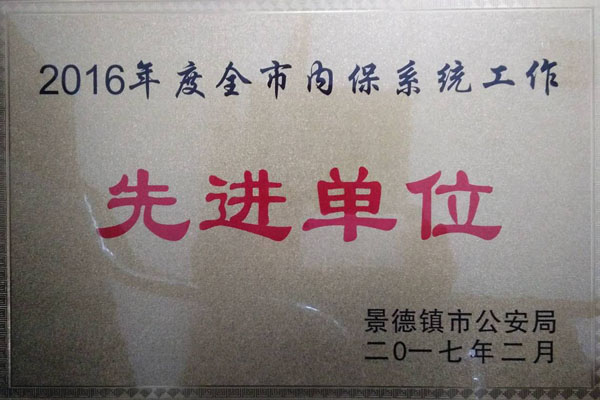 2016年度全市内保系统工作
先进单位
景德镇市公安局
二0一七年二月